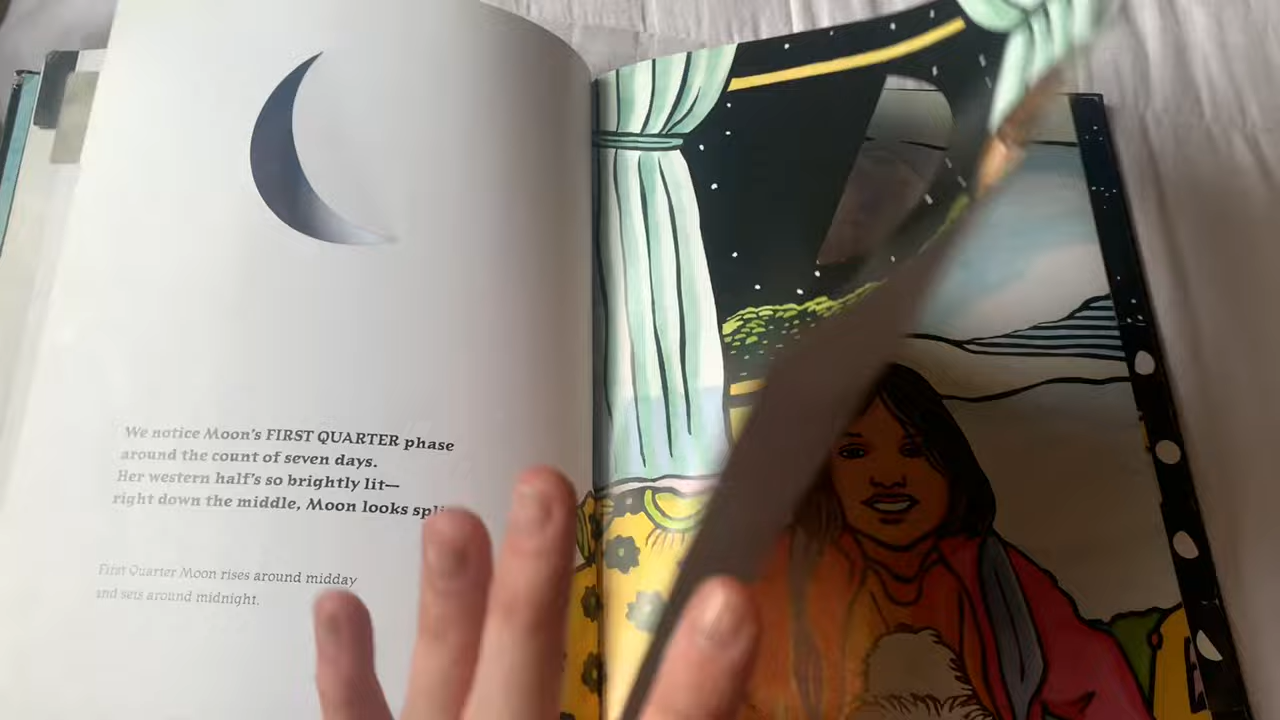 We notice Moon's FIRST QUARTER phase
around the count of seven days.
Her western half's so brightly lit—
right down the middle, Moon looks
First Quarter Moon rises around midday
and sets around midnight.